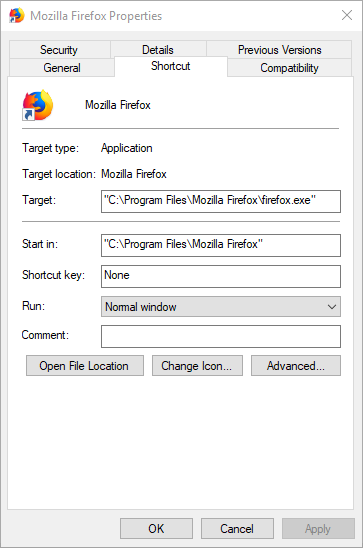 Mozilla Firefox Properties
Security Details Previous Versions
General Shortcut Compatibility
Mozilla Firefox
Target type: Application
Target location: Mozilla Firefox
Target: "C:\Program Files\Mozilla Firefox\firefox.exe"
Start in: "C:\Program Files\Mozilla Firefox"
Shortcut key: None
Run: Normal window
Comment:
Open File Location Change Icon... Advanced...
OK Cancel Apply